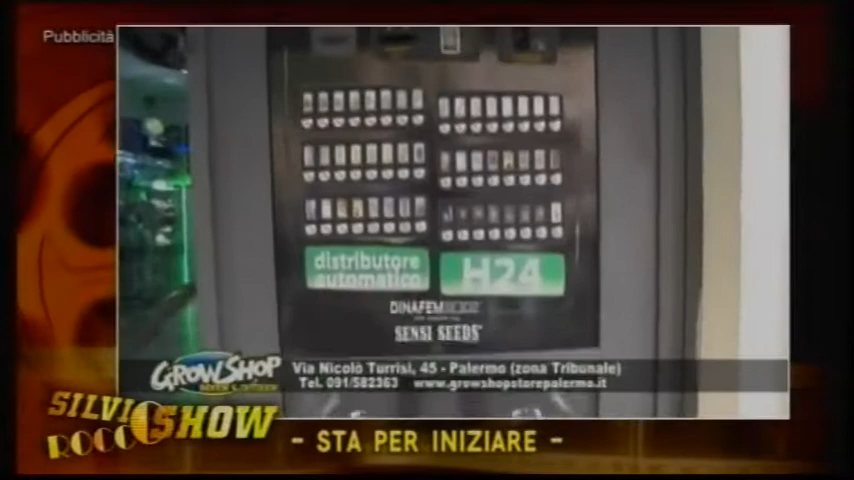 Pubblicità
distributore
automatico
H24
DINAFEM
SENSI SEEDS
GROWSHOP
Via Nicolò Turrisi, 45 - Palermo (zona Tribunale)
Tel. 091/582363 www.growshopstorepalermo.it
SILVIO SHOW
ROCCO
- STA PER INIZIARE -